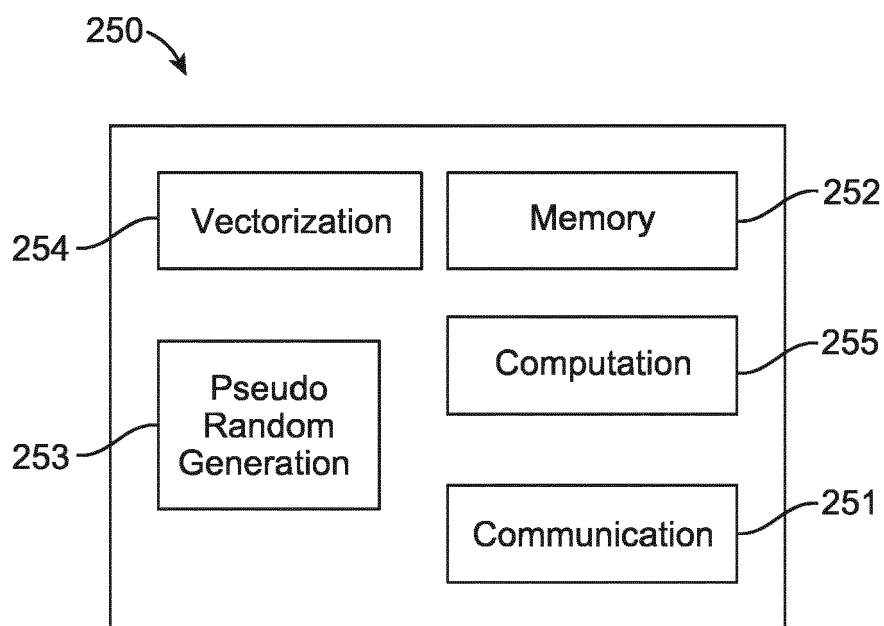 250
Vectorization
Memory
252
254
Computation
255
Pseudo
Random
Generation
253
Communication
251